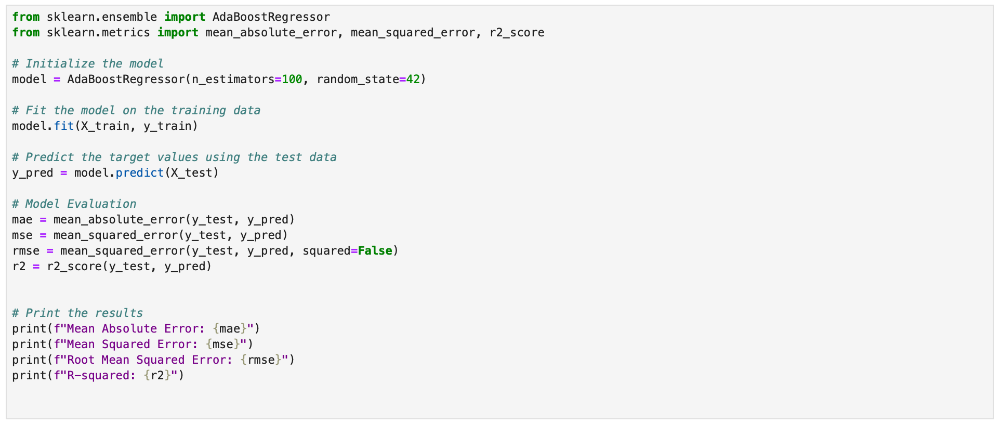 from sklearn.ensemble import AdaBoostRegressor
from sklearn.metrics import mean_absolute_error, mean_squared_error, r2_score
# Initialize the model
model = AdaBoostRegressor(n_estimators=100, random_state=42)
# Fit the model on the training data
model.fit(X_train, y_train)
# Predict the target values using the test data
y_pred = model.predict(X_test)
# Model Evaluation
mae = mean_absolute_error(y_test, y_pred)
mse = mean_squared_error(y_test, y_pred)
rmse = mean_squared_error(y_test, y_pred, squared=False)
r2 = r2_score(y_test, y_pred)
# Print the results
print(f"Mean Absolute Error: {mae}")
print(f"Mean Squared Error: {mse}")
print(f"Root Mean Squared Error: {rmse}")
print(f"R-squared: {r2}")